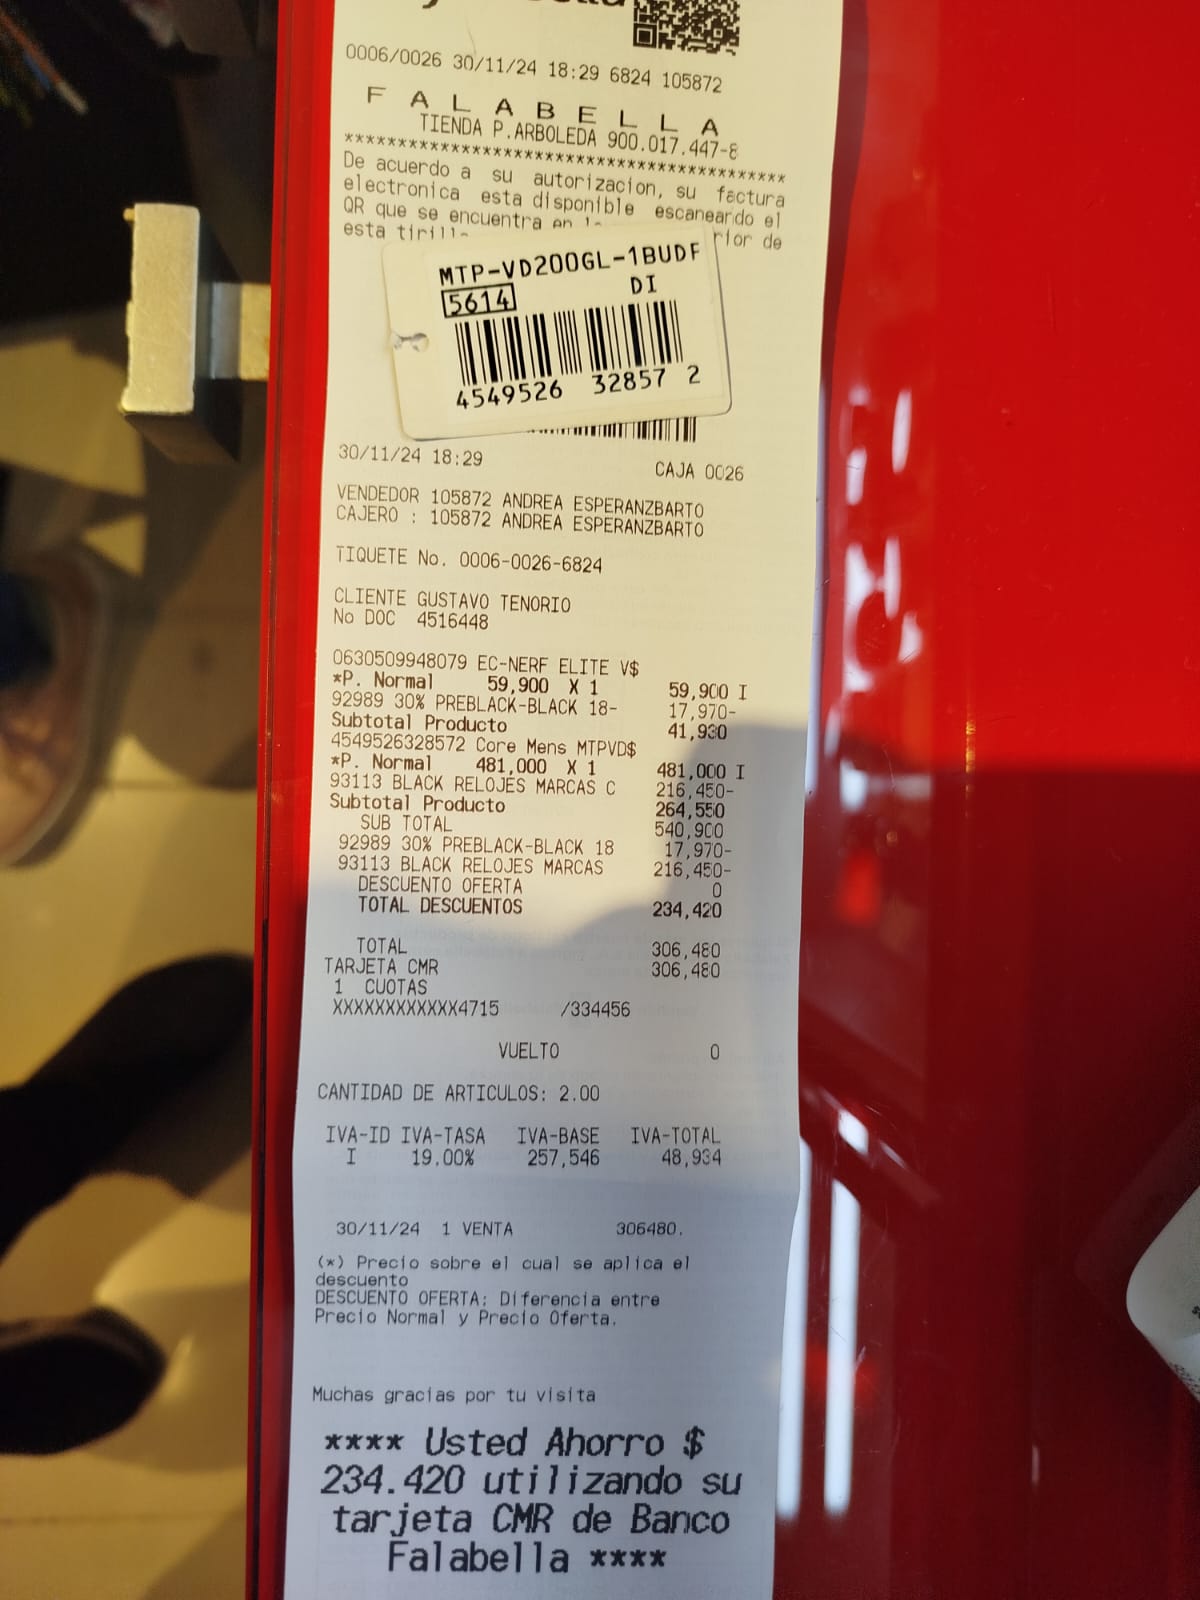 0006/0026 30/11/24 18:29 6824 105872
F A L A B E L L A
TIENDA P.ARBOLEDA 900.017.447-8
******************************************
De acuerdo a su autorizacion, su factura
electronica esta disponible escaneando el
QR que se encuentra en rior de
esta
MTP-VD200GL-1BUDF
5614 DI
4549526 32857 2
30/11/24 18:29 CAJA 0026
VENDEDOR 105872 ANDREA ESPERANZBARTO
CAJERO : 105872 ANDREA ESPERANZBARTO
TIQUETE No. 0006-0026-6824
CLIENTE GUSTAVO TENORIO
No DOC 4516448
0630509948079 EC-NERF ELITE V$
*P. Normal 59,900 X 1 59,900 I
92989 30% PREBLACK-BLACK 18- 17,970-
Subtotal Producto 41,930
4549526328572 Core Mens MTPVD$
*P. Normal 481,000 X 1 481,000 I
93113 BLACK RELOJES MARCAS C 216,450-
Subtotal Producto 264,550
SUB TOTAL 540,900
92989 30% PREBLACK-BLACK 18 17,970-
93113 BLACK RELOJES MARCAS 216,450-
DESCUENTO OFERTA 0
TOTAL DESCUENTOS 234,420
TOTAL 306,480
TARJETA CMR 306,480
1 CUOTAS
XXXXXXXXXXXX4715 /334456
VUELTO 0
CANTIDAD DE ARTICULOS: 2.00
IVA-ID IVA-TASA IVA-BASE IVA-TOTAL
I 19.00% 257,546 48,934
30/11/24 1 VENTA 306480.
(*) Precio sobre el cual se aplica el
descuento
DESCUENTO OFERTA: Diferencia entre
Precio Normal y Precio Oferta.
Muchas gracias por tu visita
**** Usted Ahorro $
234.420 utilizando su
tarjeta CMR de Banco
Falabella ****